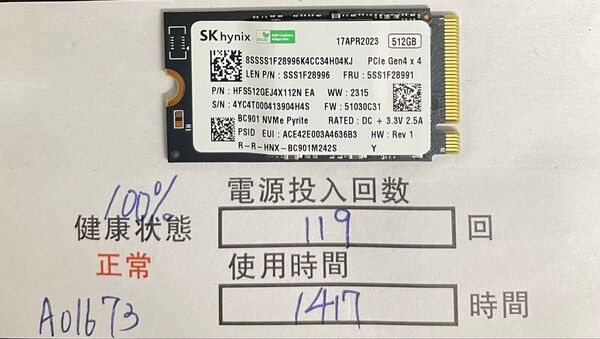 SK hynix
17APR2023 512GB
8SSSS1F28996K4CC34H04KJ PCIe Gen4 x 4
LEN P/N : SSS1F28996 FRU : 5SS1F28991
P/N : HFS512GEJ4X112N EA WW : 2315
S/N : 4YC4T000413904H4S FW : 51030C31
BC901 NVMe Pyrite RATED : DC + 3.3V 2.5A
PSID EUI : ACE42E003A4636B3 HW : Rev 1
R-R-HNX-BC901M242S Y
100%
電源投入回数
健康状態 119 回
正常 使用時間
A01673 1417 時間